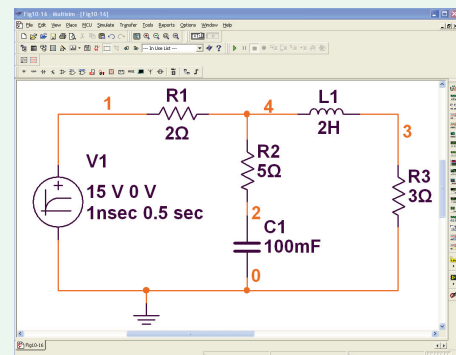 Fig10-16 - Multisim - [Fig10-16]
File Edit View Place MCU Simulate Transfer Tools Reports Options Window Help
--- In Use List ---
1
R1
2Ω
4
L1
2H
3
R2
5Ω
R3
3Ω
V1
15 V 0 V
1nsec 0.5 sec
2
C1
100mF
0
Fig10-16